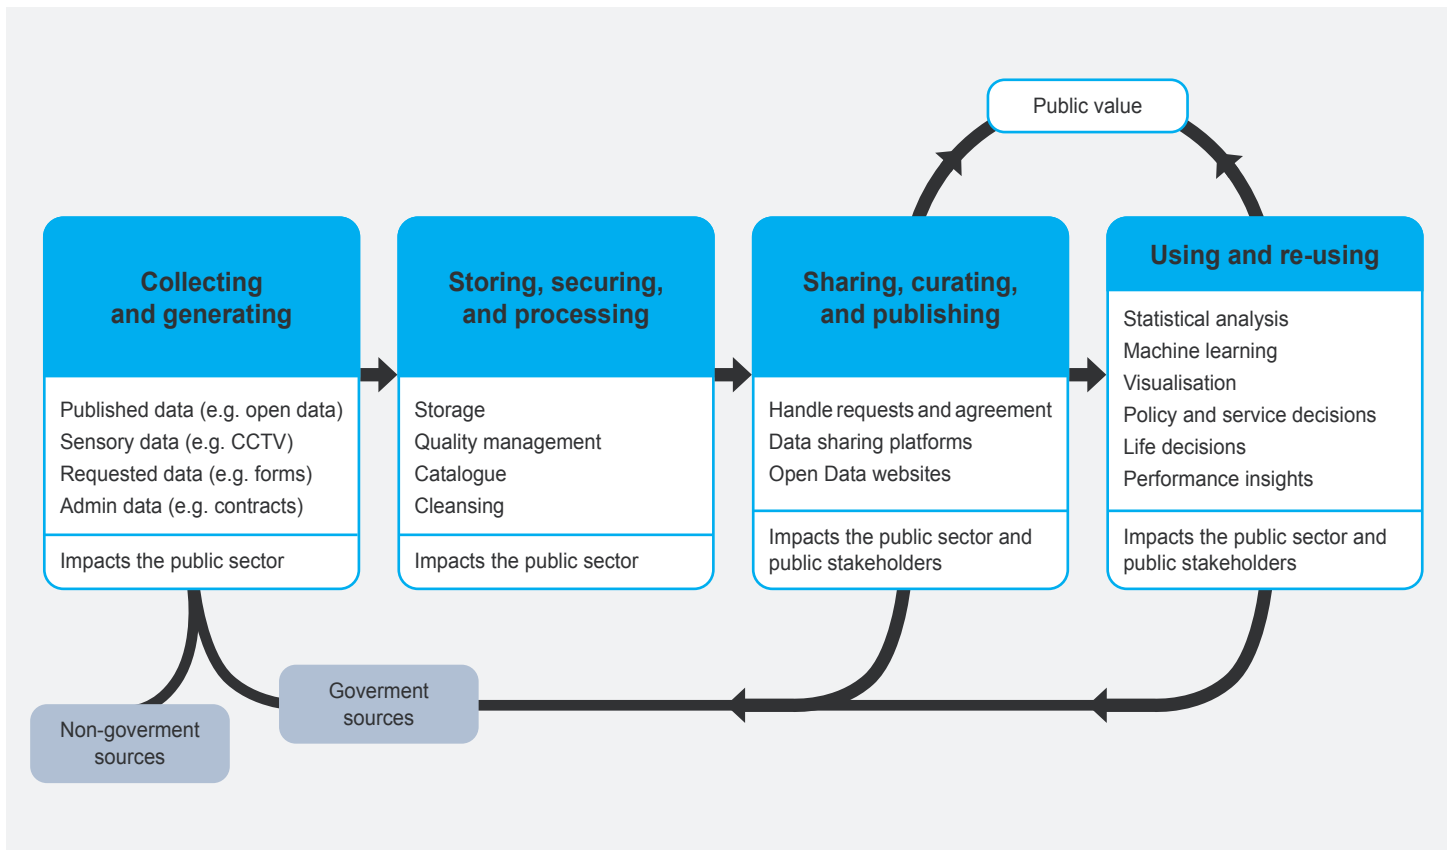 Public value
Collecting
and generating
Published data (e.g. open data)
Sensory data (e.g. CCTV)
Requested data (e.g. forms)
Admin data (e.g. contracts)
Impacts the public sector
Storing, securing,
and processing
Storage
Quality management
Catalogue
Cleansing
Impacts the public sector
Sharing, curating,
and publishing
Handle requests and agreement
Data sharing platforms
Open Data websites
Impacts the public sector and
public stakeholders
Using and re-using
Statistical analysis
Machine learning
Visualisation
Policy and service decisions
Life decisions
Performance insights
Impacts the public sector and
public stakeholders
Non-goverment
sources
Goverment
sources